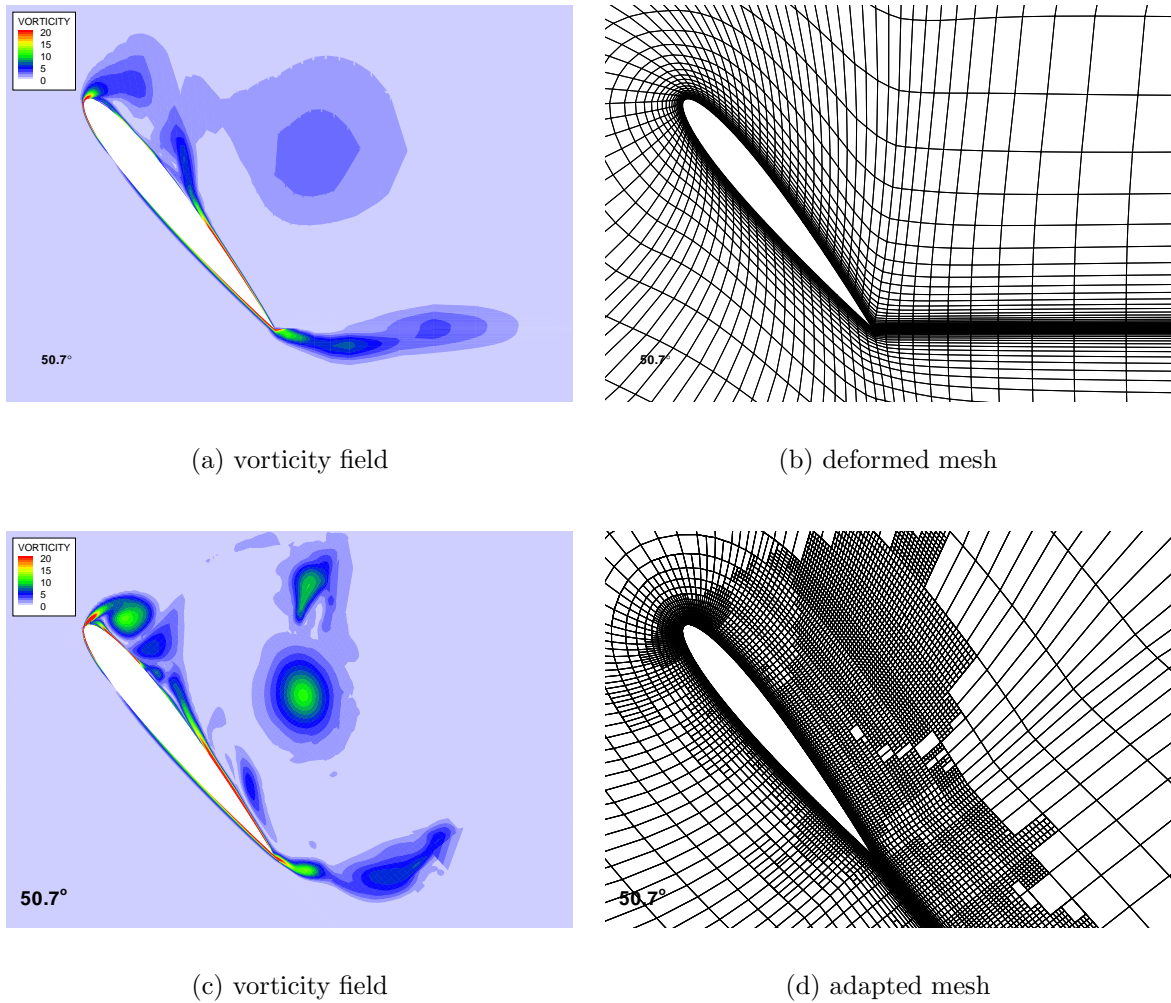 VORTICITY
20
15
10
5
0
50.7°
50.7°
(a) vorticity field
(b) deformed mesh
VORTICITY
20
15
10
5
0
50.7°
50.7°
(c) vorticity field
(d) adapted mesh